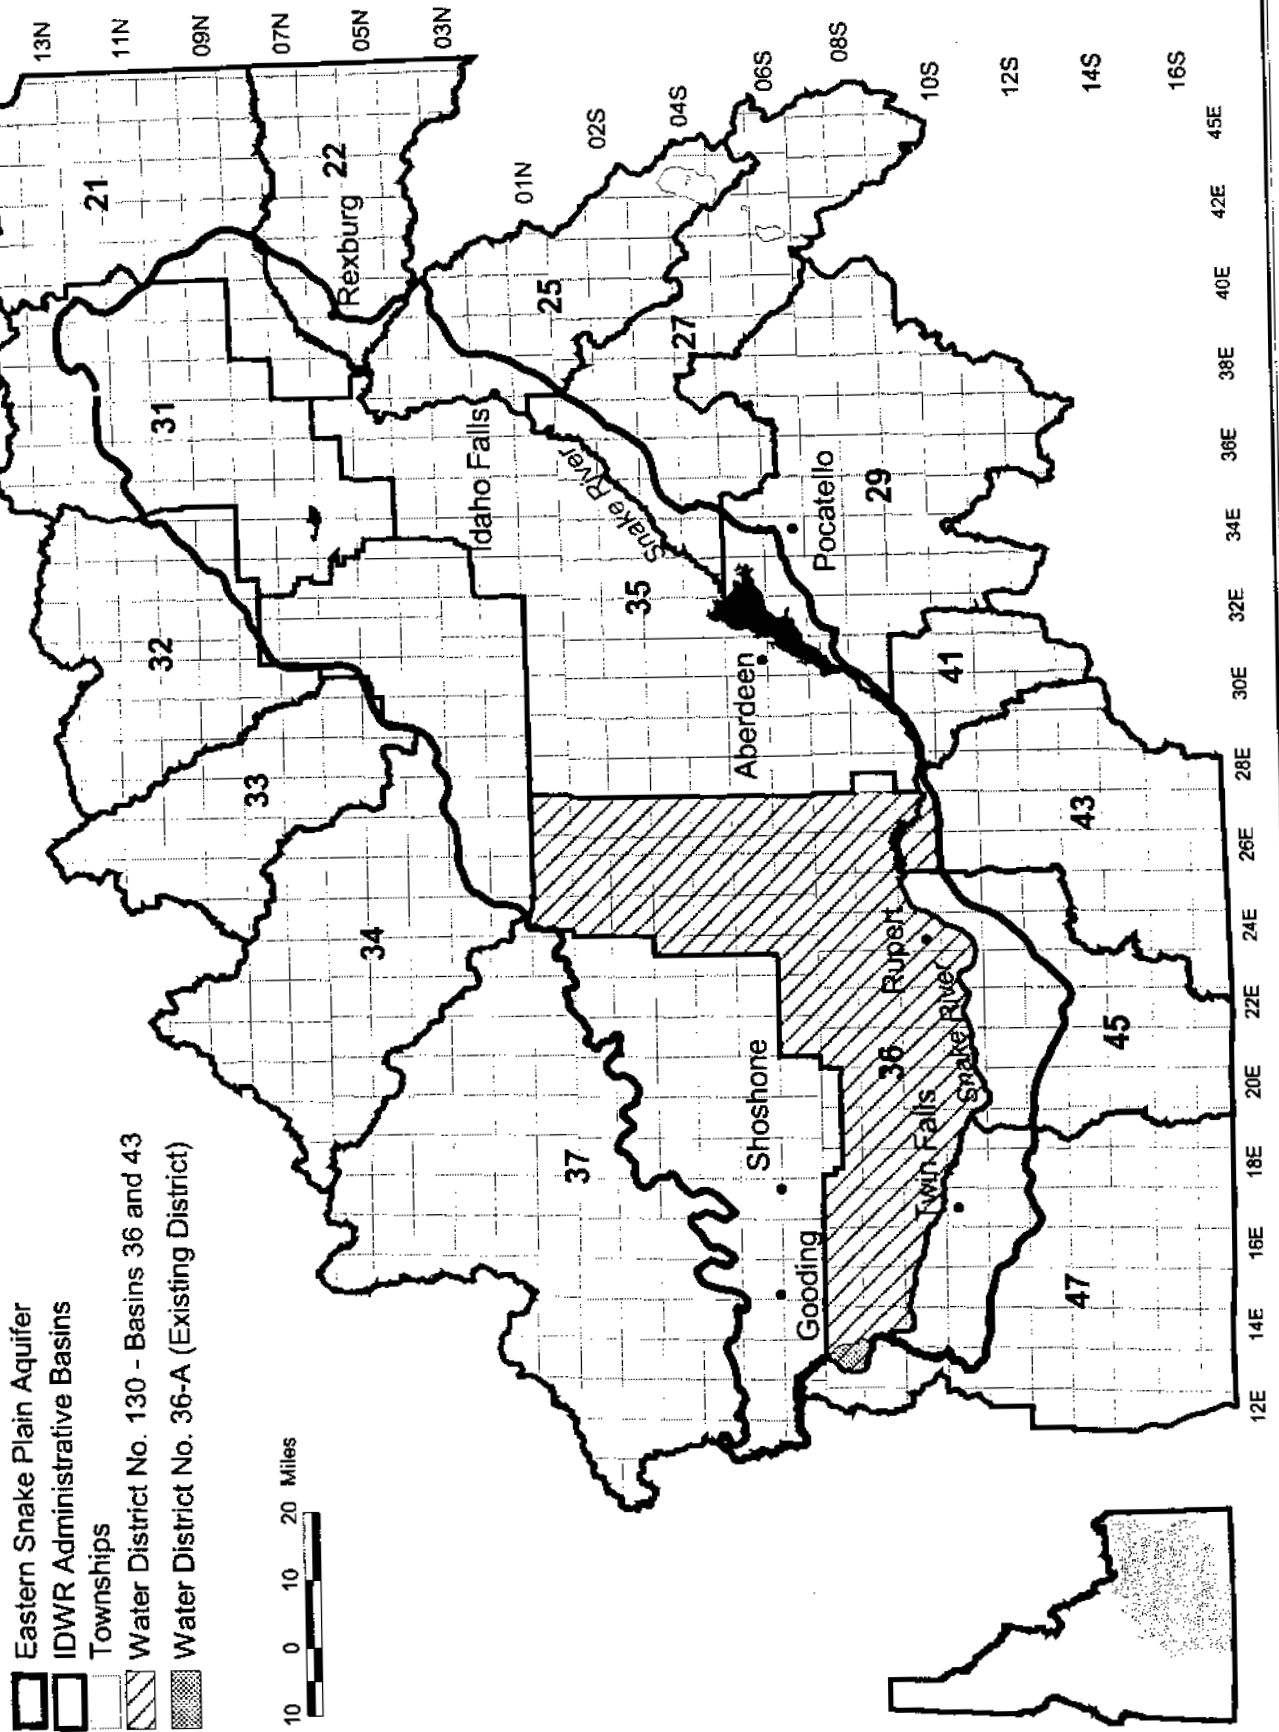 Eastern Snake Plain Aquifer
IDWR Administrative Basins
Townships
Water District No. 130 - Basins 36 and 43
Water District No. 36-A (Existing District)
10 0 10 20 Miles
13N
11N
09N
07N
05N
03N
01N
02S
04S
06S
08S
10S
12S
14S
16S
12E
14E
16E
18E
20E
22E
24E
26E
28E
30E
32E
34E
36E
38E
40E
42E
45E
21
22
Rexburg
31
32
33
34
25
27
Idaho Falls
Snake River
35
Pocatello
29
Aberdeen
41
43
37
Shoshone
Gooding
Rupert
36
Snake River
Twin Falls
45
47